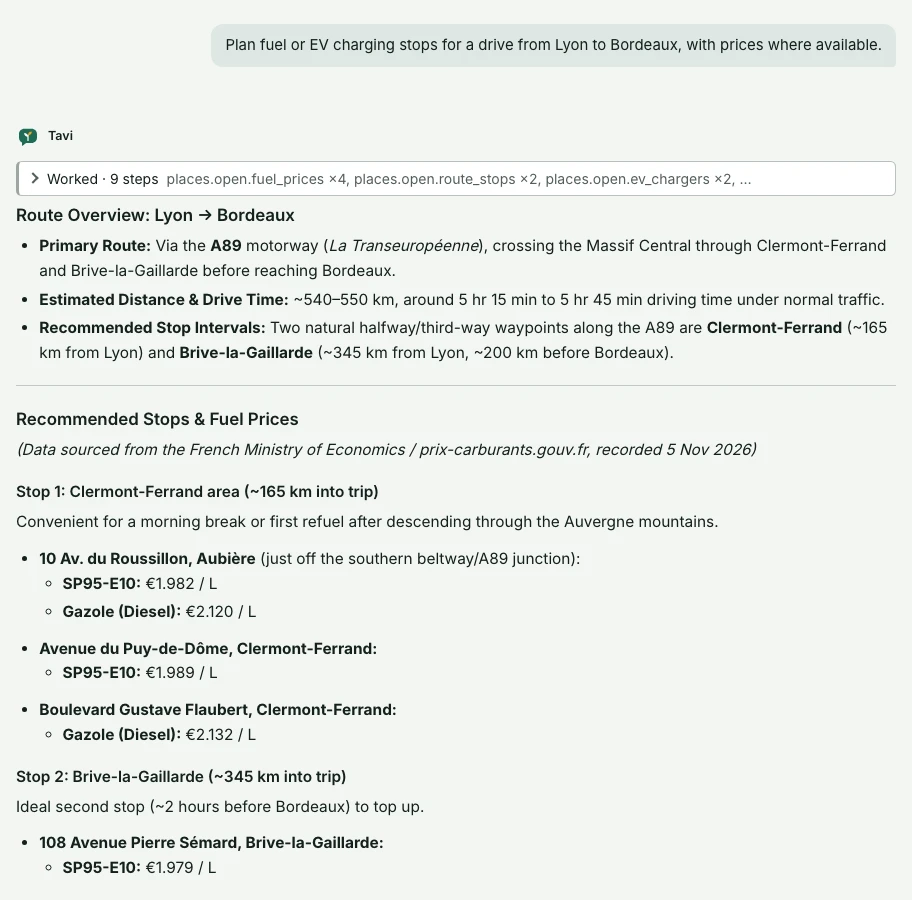 Plan fuel or EV charging stops for a drive from Lyon to Bordeaux, with prices where available.
Tavi
Worked · 9 steps places.open.fuel_prices ×4, places.open.route_stops ×2, places.open.ev_chargers ×2, ...
Route Overview: Lyon → Bordeaux
• Primary Route: Via the A89 motorway (La Transeuropéenne), crossing the Massif Central through Clermont-Ferrand
and Brive-la-Gaillarde before reaching Bordeaux.
• Estimated Distance & Drive Time: ~540–550 km, around 5 hr 15 min to 5 hr 45 min driving time under normal traffic.
• Recommended Stop Intervals: Two natural halfway/third-way waypoints along the A89 are Clermont-Ferrand (~165
km from Lyon) and Brive-la-Gaillarde (~345 km from Lyon, ~200 km before Bordeaux).
Recommended Stops & Fuel Prices
(Data sourced from the French Ministry of Economics / prix-carburants.gouv.fr, recorded 5 Nov 2026)
Stop 1: Clermont-Ferrand area (~165 km into trip)
Convenient for a morning break or first refuel after descending through the Auvergne mountains.
• 10 Av. du Roussillon, Aubière (just off the southern beltway/A89 junction):
◦ SP95-E10: €1.982 / L
◦ Gazole (Diesel): €2.120 / L
• Avenue du Puy-de-Dôme, Clermont-Ferrand:
◦ SP95-E10: €1.989 / L
• Boulevard Gustave Flaubert, Clermont-Ferrand:
◦ Gazole (Diesel): €2.132 / L
Stop 2: Brive-la-Gaillarde (~345 km into trip)
Ideal second stop (~2 hours before Bordeaux) to top up.
• 108 Avenue Pierre Sémard, Brive-la-Gaillarde:
◦ SP95-E10: €1.979 / L